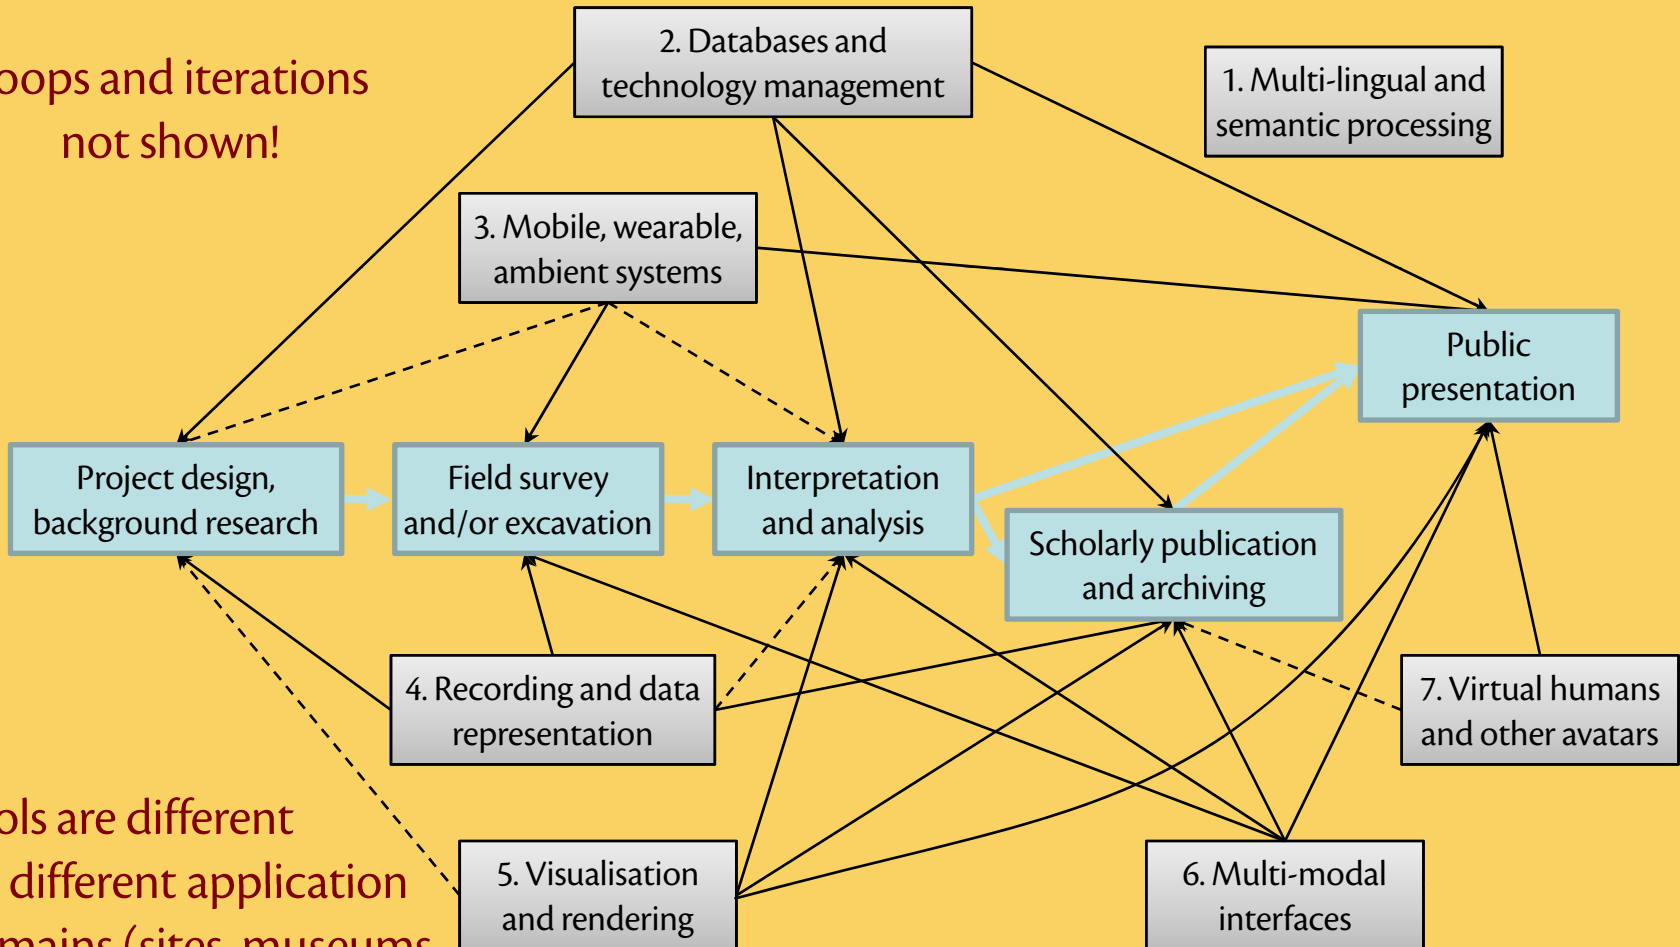 2. Databases and
technology management
1. Multi-lingual and
semantic processing
oops and iterations
not shown!
3. Mobile, wearable,
ambient systems
Public
presentation
Project design,
background research
Field survey
and/or excavation
Interpretation
and analysis
Scholarly publication
and archiving
4. Recording and data
representation
7. Virtual humans
and other avatars
ols are different
different application
mains (sites, museums
5. Visualisation
and rendering
6. Multi-modal
interfaces